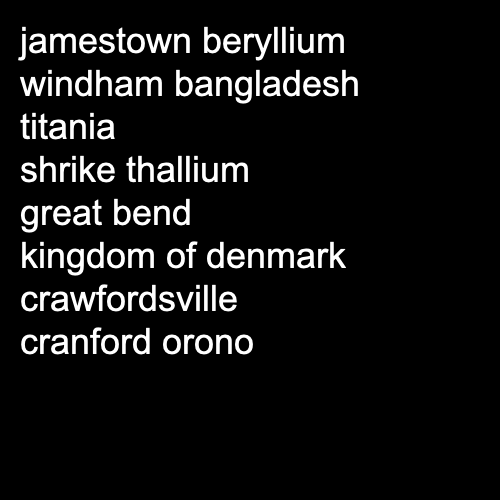 jamestown beryllium
windham bangladesh
titania
shrike thallium
great bend
kingdom of denmark
crawfordsville
cranford orono